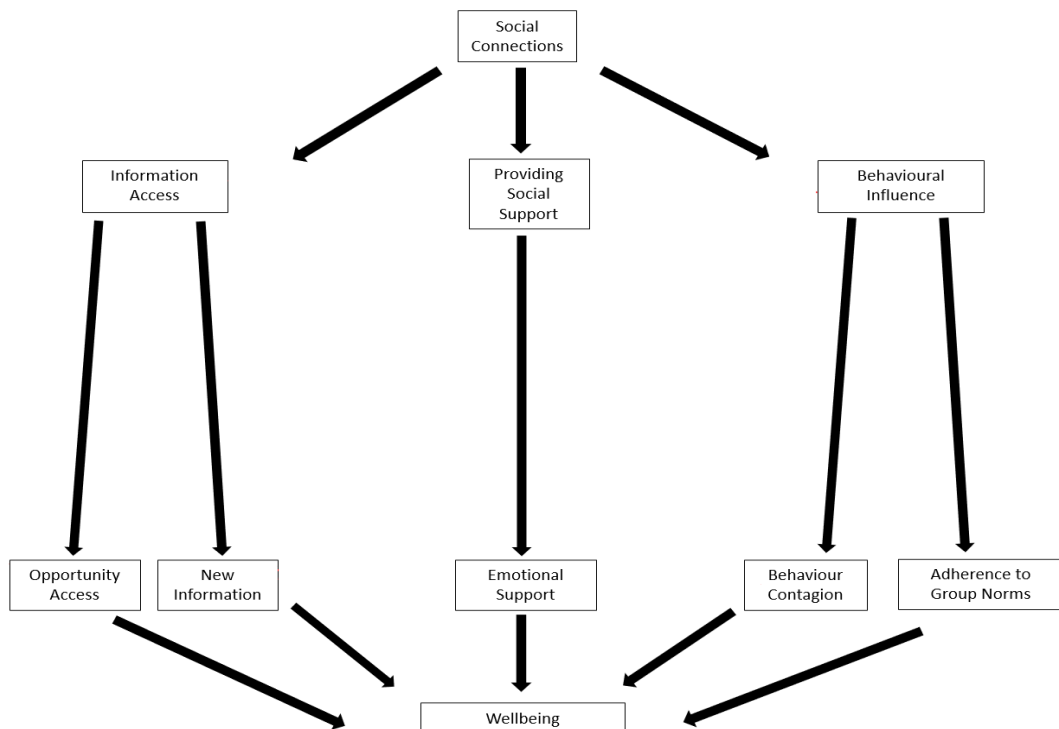 Social
Connections
Information
Access
Providing
Social
Support
Behavioural
Influence
Opportunity
Access
New
Information
Emotional
Support
Behaviour
Contagion
Adherence to
Group Norms
Wellbeing